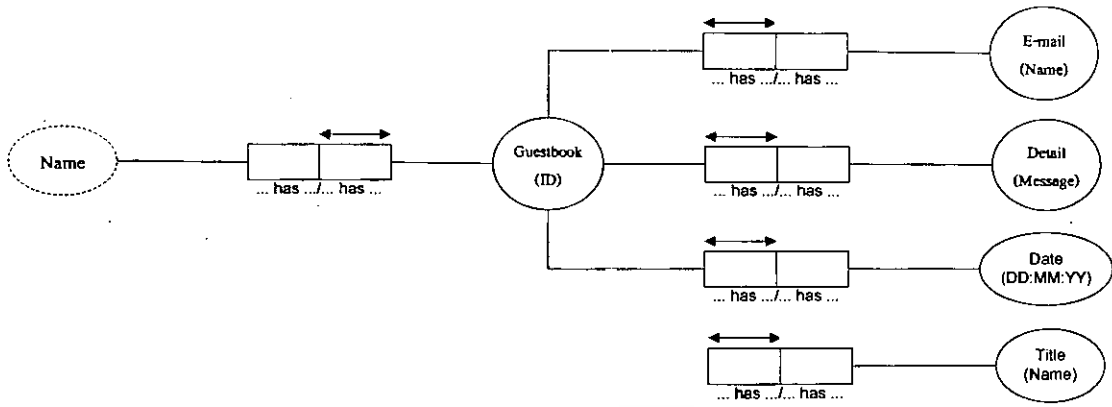 E-mail
(Name)
... has .../... has ...
Name
... has .../... has ...
Guestbook
(ID)
Detail
(Message)
... has .../... has ...
Date
(DD:MM:YY)
... has .../... has ...
Title
(Name)
... has .../... has ...